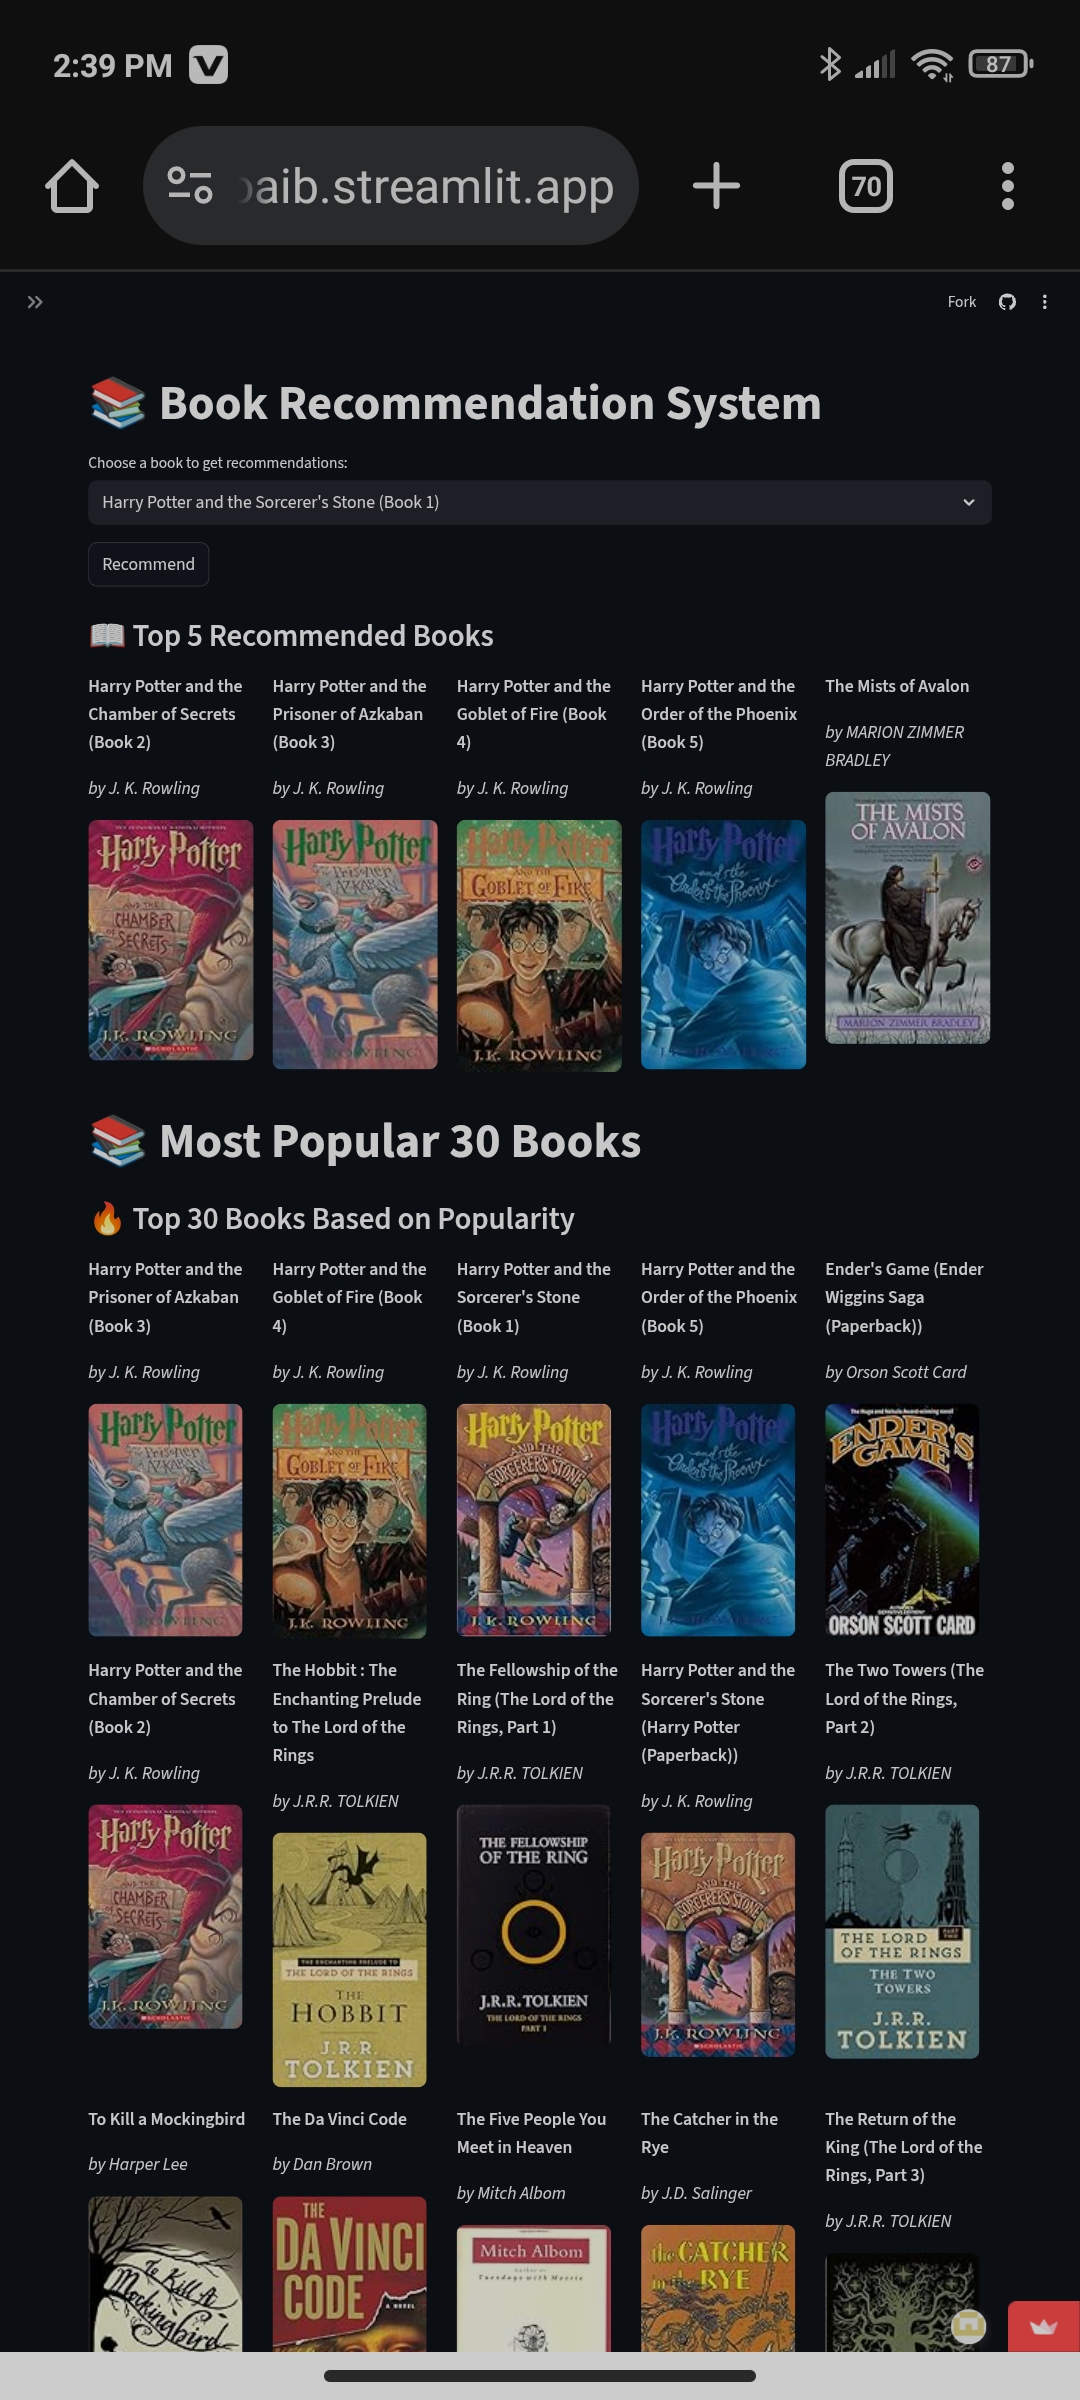 2:39 PM
87
paib.streamlit.app
70
Fork
Book Recommendation System
Choose a book to get recommendations:
Harry Potter and the Sorcerer's Stone (Book 1)
Recommend
Top 5 Recommended Books
Harry Potter and the
Chamber of Secrets
(Book 2)
by J. K. Rowling
Harry Potter
AND THE
CHAMBER
OF SECRETS
J.K. ROWLING
SCHOLASTIC
Harry Potter and the
Prisoner of Azkaban
(Book 3)
by J. K. Rowling
Harry Potter
Prisoner
AZKABAN
ROWLING
Harry Potter and the
Goblet of Fire (Book
4)
by J. K. Rowling
Harry Potter
AND THE
GOBLET OF FIRE
J.K. ROWLING
Harry Potter and the
Order of the Phoenix
(Book 5)
by J. K. Rowling
Harry Potter
and the
Order of the Phoenix
The Mists of Avalon
by MARION ZIMMER
BRADLEY
THE MISTS
OF AVALON
MARION ZIMMER BRADLEY
Most Popular 30 Books
Top 30 Books Based on Popularity
Harry Potter and the
Prisoner of Azkaban
(Book 3)
by J. K. Rowling
Harry Potter
Prisoner
AZKABAN
Harry Potter and the
Goblet of Fire (Book
4)
by J. K. Rowling
Harry Potter
AND THE
GOBLET OF FIRE
J.K. ROWLING
Harry Potter and the
Sorcerer's Stone
(Book 1)
by J. K. Rowling
Harry Potter
AND THE
SORCERER'S STONE
J.K. ROWLING
Harry Potter and the
Order of the Phoenix
(Book 5)
by J. K. Rowling
Harry Potter
and the
Order of the Phoenix
Ender's Game (Ender
Wiggins Saga
(Paperback))
by Orson Scott Card
The Hugo and Nebula Award-winning novel
ENDER'S
GAME
ORSON SCOTT CARD
Harry Potter and the
Chamber of Secrets
(Book 2)
by J. K. Rowling
Harry Potter
AND THE
CHAMBER
OF SECRETS
J.K. ROWLING
SCHOLASTIC
The Hobbit : The
Enchanting Prelude
to The Lord of the
Rings
by J.R.R. TOLKIEN
THE ENCHANTING PRELUDE TO
THE LORD OF THE RINGS
THE
HOBBIT
J.R.R.
TOLKIEN
The Fellowship of the
Ring (The Lord of the
Rings, Part 1)
by J.R.R. TOLKIEN
THE FELLOWSHIP
OF THE RING
J.R.R.TOLKIEN
THE LORD OF THE RINGS
PART 1
Harry Potter and the
Sorcerer's Stone
(Harry Potter
(Paperback))
by J. K. Rowling
Harry Potter
AND THE
SORCERER'S STONE
J.K. ROWLING
SCHOLASTIC
The Two Towers (The
Lord of the Rings,
Part 2)
by J.R.R. TOLKIEN
PART
TWO
THE LORD
OF THE RINGS
THE TWO
TOWERS
J.R.R.
TOLKIEN
To Kill a Mockingbird
by Harper Lee
To Kill A
Mockingbird
The Da Vinci Code
by Dan Brown
THE
DA VINCI
CODE
A NOVEL
The Five People You
Meet in Heaven
by Mitch Albom
Mitch Albom
Author of
Tuesdays with Morrie
The Catcher in the
Rye
by J.D. Salinger
the CATCHER
in the RYE
The Return of the
King (The Lord of the
Rings, Part 3)
by J.R.R. TOLKIEN